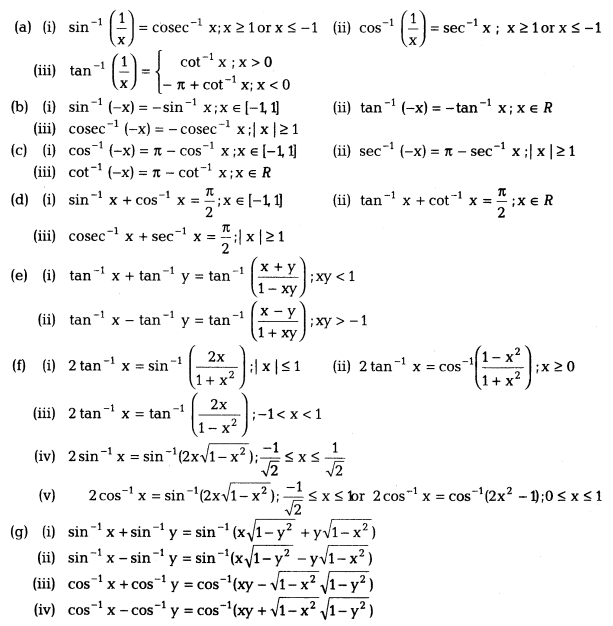 (a) (i) sin⁻¹ (1/x) = cosec⁻¹ x; x ≥ 1 or x ≤ −1 (ii) cos⁻¹ (1/x) = sec⁻¹ x ; x ≥ 1 or x ≤ −1
(iii) tan⁻¹ (1/x) = { cot⁻¹ x ; x > 0
− π + cot⁻¹ x; x < 0
(b) (i) sin⁻¹ (−x) = −sin⁻¹ x ; x ∈ [−1, 1] (ii) tan⁻¹ (−x) = −tan⁻¹ x ; x ∈ R
(iii) cosec⁻¹ (−x) = − cosec⁻¹ x ;| x | ≥ 1
(c) (i) cos⁻¹ (−x) = π − cos⁻¹ x ;x ∈ [−1, 1] (ii) sec⁻¹ (−x) = π − sec⁻¹ x ;| x | ≥ 1
(iii) cot⁻¹ (−x) = π − cot⁻¹ x ; x ∈ R
(d) (i) sin⁻¹ x + cos⁻¹ x = π/2 ; x ∈ [−1, 1] (ii) tan⁻¹ x + cot⁻¹ x = π/2 ; x ∈ R
(iii) cosec⁻¹ x + sec⁻¹ x = π/2 ;| x | ≥ 1
(e) (i) tan⁻¹ x + tan⁻¹ y = tan⁻¹ ((x + y)/(1 − xy)) ; xy < 1
(ii) tan⁻¹ x − tan⁻¹ y = tan⁻¹ ((x − y)/(1 + xy)) ; xy > −1
(f) (i) 2 tan⁻¹ x = sin⁻¹ (2x/(1 + x²)) ;| x | ≤ 1 (ii) 2 tan⁻¹ x = cos⁻¹ ((1 − x²)/(1 + x²)) ; x ≥ 0
(iii) 2 tan⁻¹ x = tan⁻¹ (2x/(1 − x²)) ; −1 < x < 1
(iv) 2 sin⁻¹ x = sin⁻¹(2x√(1 − x²)); −1/√2 ≤ x ≤ 1/√2
(v) 2 cos⁻¹ x = sin⁻¹(2x√(1 − x²)); −1/√2 ≤ x ≤ 1 or 2 cos⁻¹ x = cos⁻¹(2x² − 1); 0 ≤ x ≤ 1
(g) (i) sin⁻¹ x + sin⁻¹ y = sin⁻¹ (x√(1 − y²) + y√(1 − x²))
(ii) sin⁻¹ x − sin⁻¹ y = sin⁻¹(x√(1 − y²) − y√(1 − x²))
(iii) cos⁻¹ x + cos⁻¹ y = cos⁻¹ (xy − √(1 − x²) √(1 − y²))
(iv) cos⁻¹ x − cos⁻¹ y = cos⁻¹(xy + √(1 − x²) √(1 − y²))